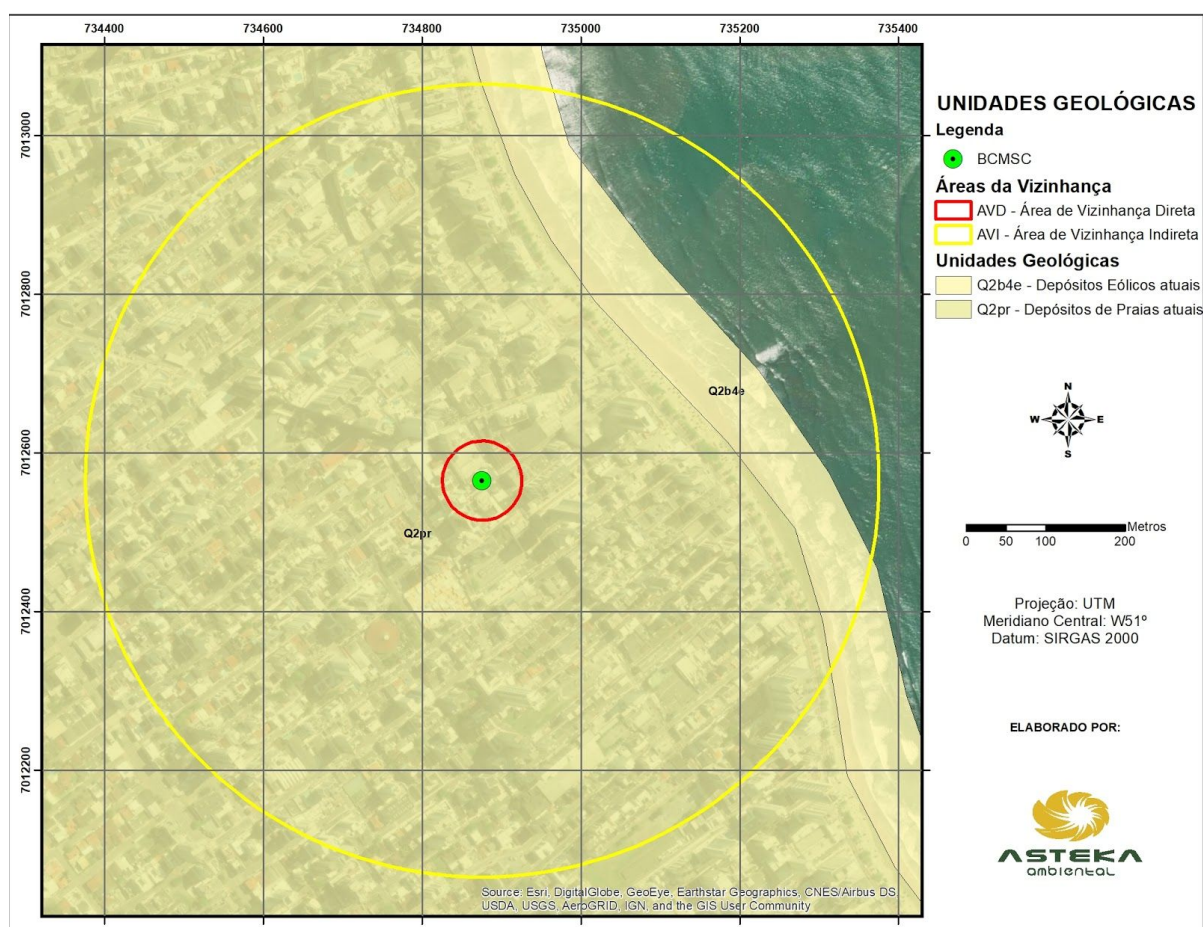 734400 734600 734800 735000 735200 735400
7013000
7012800
7012600
7012400
7012200
Q2b4e
Q2pr
Source: Esri, DigitalGlobe, GeoEye, Earthstar Geographics, CNES/Airbus DS,
USDA, USGS, AeroGRID, IGN, and the GIS User Community
UNIDADES GEOLÓGICAS
Legenda
BCMSC
Áreas da Vizinhança
AVD - Área de Vizinhança Direta
AVI - Área de Vizinhança Indireta
Unidades Geológicas
Q2b4e - Depósitos Eólicos atuais
Q2pr - Depósitos de Praias atuais
N
W E
S
Metros
0 50 100 200
Projeção: UTM
Meridiano Central: W51º
Datum: SIRGAS 2000
ELABORADO POR:
ASTEKA
ambiental